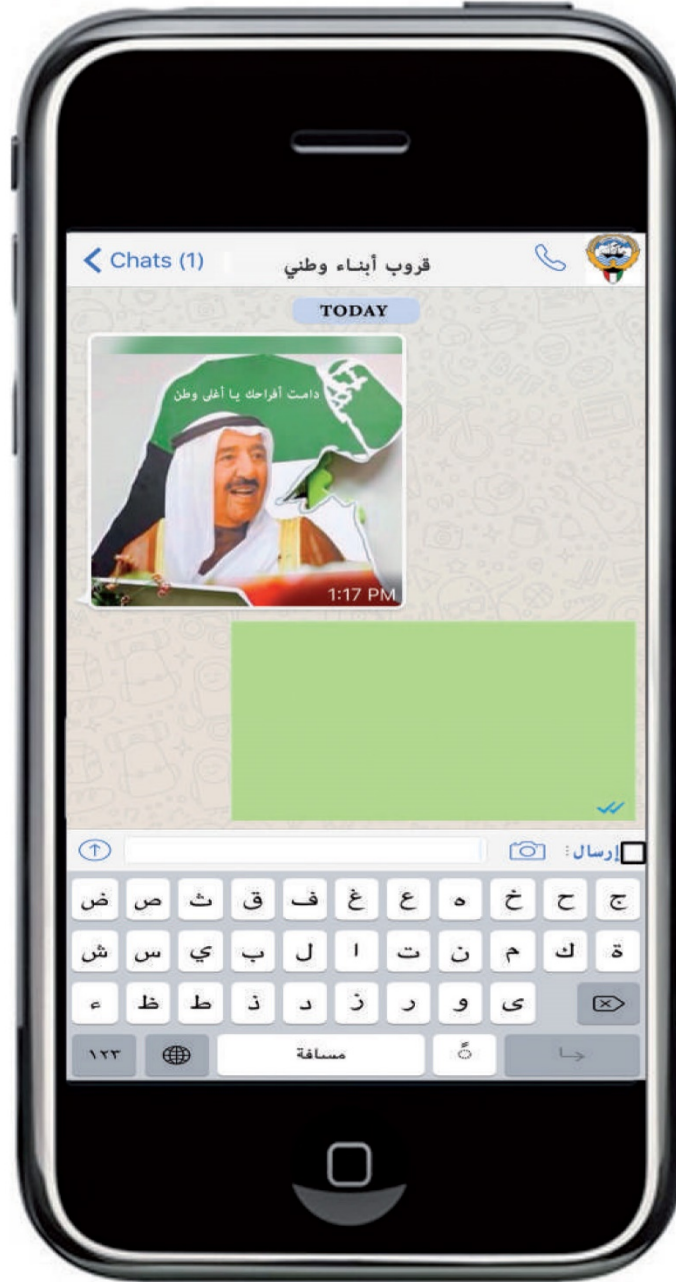 Chats (1)
قروب أبناء وطني
TODAY
دامت أفراحك يا أغلى وطن
1:17 PM
إرسال :
ض ص ث ق ف غ ع ه خ ح ج
ش س ي ب ل ا ت ن م ك ة
ء ظ ط ذ د ز ر و ى
١٢٣ مسافة